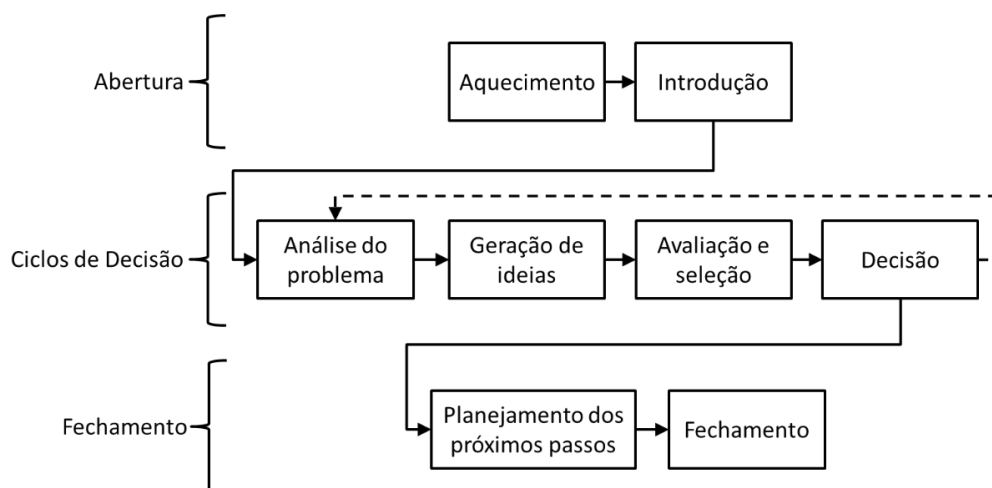 Abertura
Aquecimento
Introdução
Ciclos de Decisão
Análise do
problema
Geração de
ideias
Avaliação e
seleção
Decisão
Fechamento
Planejamento dos
próximos passos
Fechamento